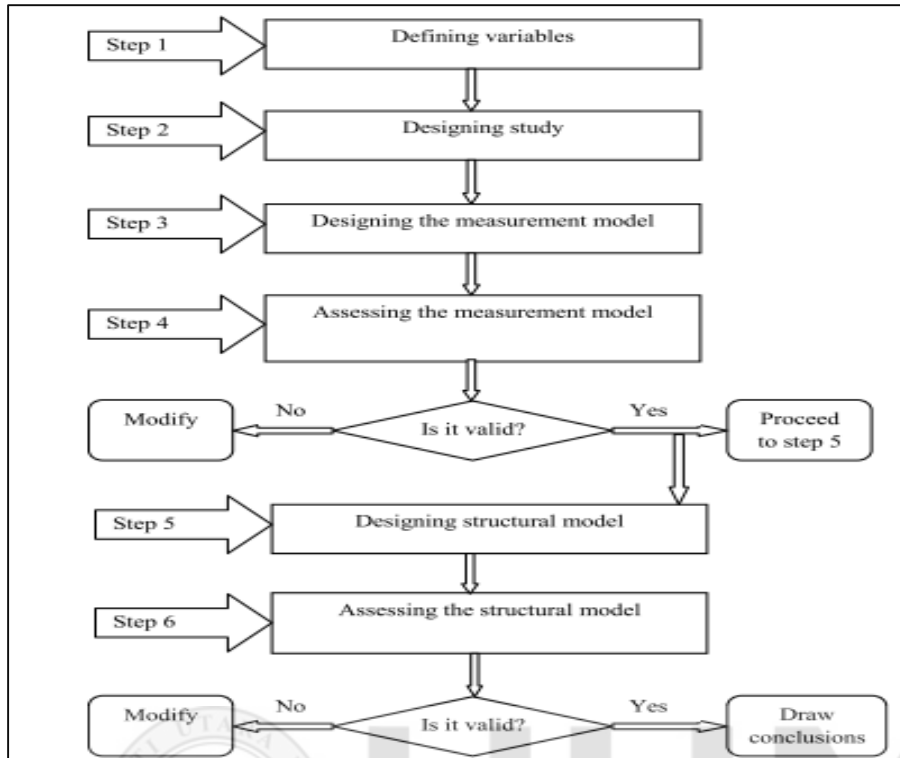 Step 1
Defining variables
Step 2
Designing study
Step 3
Designing the measurement model
Step 4
Assessing the measurement model
Modify
No
Is it valid?
Yes
Proceed
to step 5
Step 5
Designing structural model
Step 6
Assessing the structural model
Modify
No
Is it valid?
Yes
Draw
conclusions
UTARA